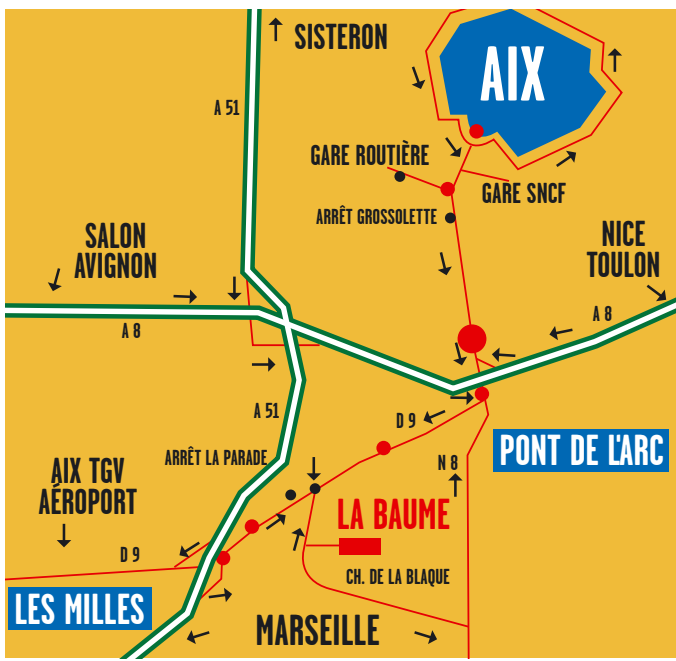 SISTERON
AIX
A 51
GARE ROUTIÈRE
GARE SNCF
ARRÊT GROSSOLETTE
SALON
AVIGNON
NICE
TOULON
A 8
A 8
A 51
D 9
PONT DE L'ARC
ARRÊT LA PARADE
N 8
AIX TGV
AÉROPORT
LA BAUME
D 9
CH. DE LA BLAQUE
LES MILLES
MARSEILLE